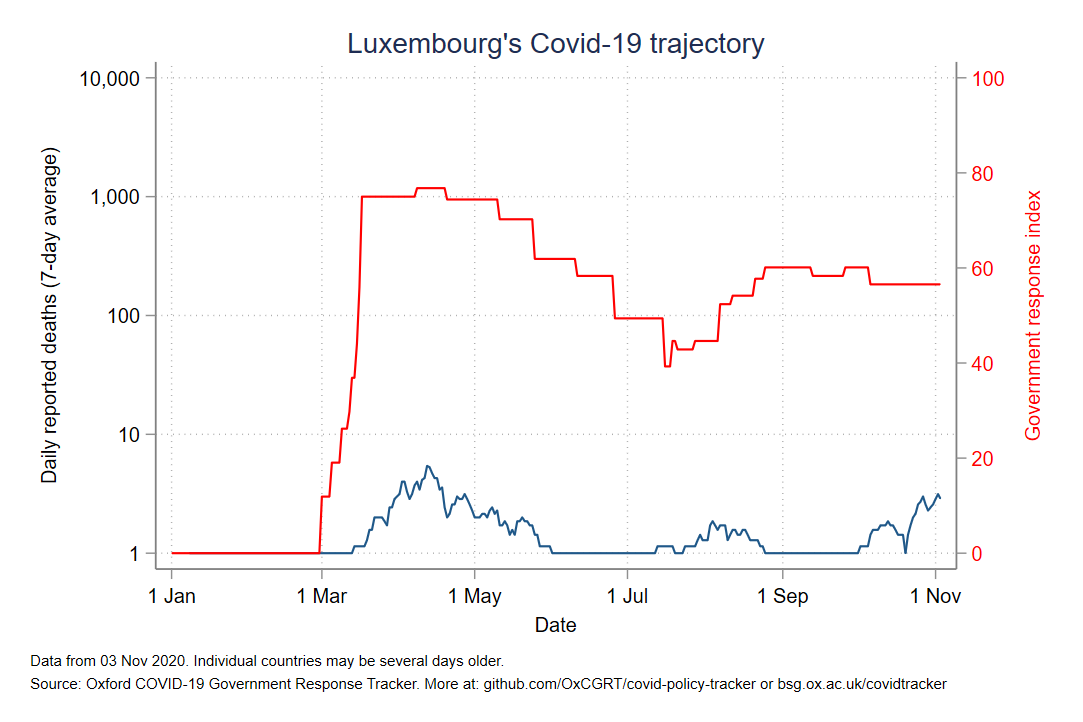 Luxembourg's Covid-19 trajectory
Daily reported deaths (7-day average)
10,000
1,000
100
10
1
100
80
60
40
20
0
Government response index
1 Jan
1 Mar
1 May
1 Jul
1 Sep
1 Nov
Date
Data from 03 Nov 2020. Individual countries may be several days older.
Source: Oxford COVID-19 Government Response Tracker. More at: github.com/OxCGRT/covid-policy-tracker or bsg.ox.ac.uk/covidtracker